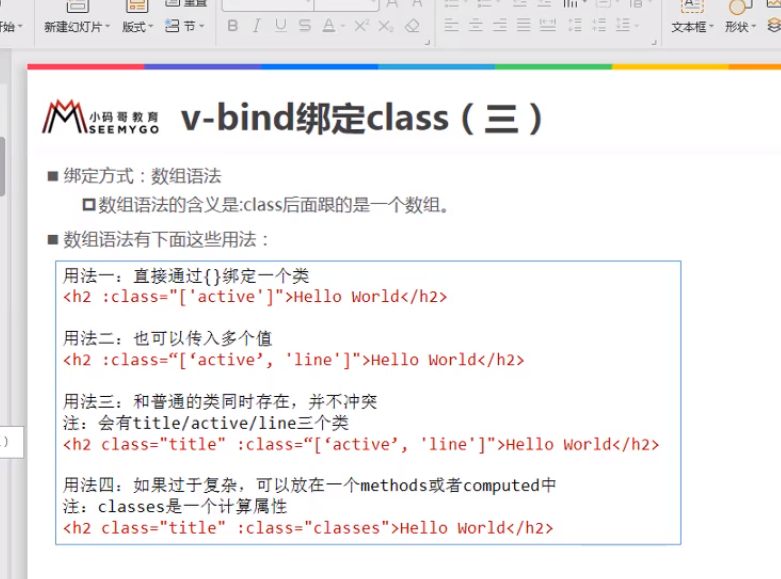 重置
开始
新建幻灯片
版式
节
B I U S A X² X₂
A A
文本框
形状
小码哥教育
SEEMYGO
v-bind绑定class（三）
绑定方式：数组语法
数组语法的含义是:class后面跟的是一个数组。
数组语法有下面这些用法：
用法一：直接通过{}绑定一个类
<h2 :class="['active']">Hello World</h2>
用法二：也可以传入多个值
<h2 :class=“[‘active’, 'line']">Hello World</h2>
用法三：和普通的类同时存在，并不冲突
注：会有title/active/line三个类
<h2 class="title" :class=“[‘active’, 'line']">Hello World</h2>
用法四：如果过于复杂，可以放在一个methods或者computed中
注：classes是一个计算属性
<h2 class="title" :class="classes">Hello World</h2>